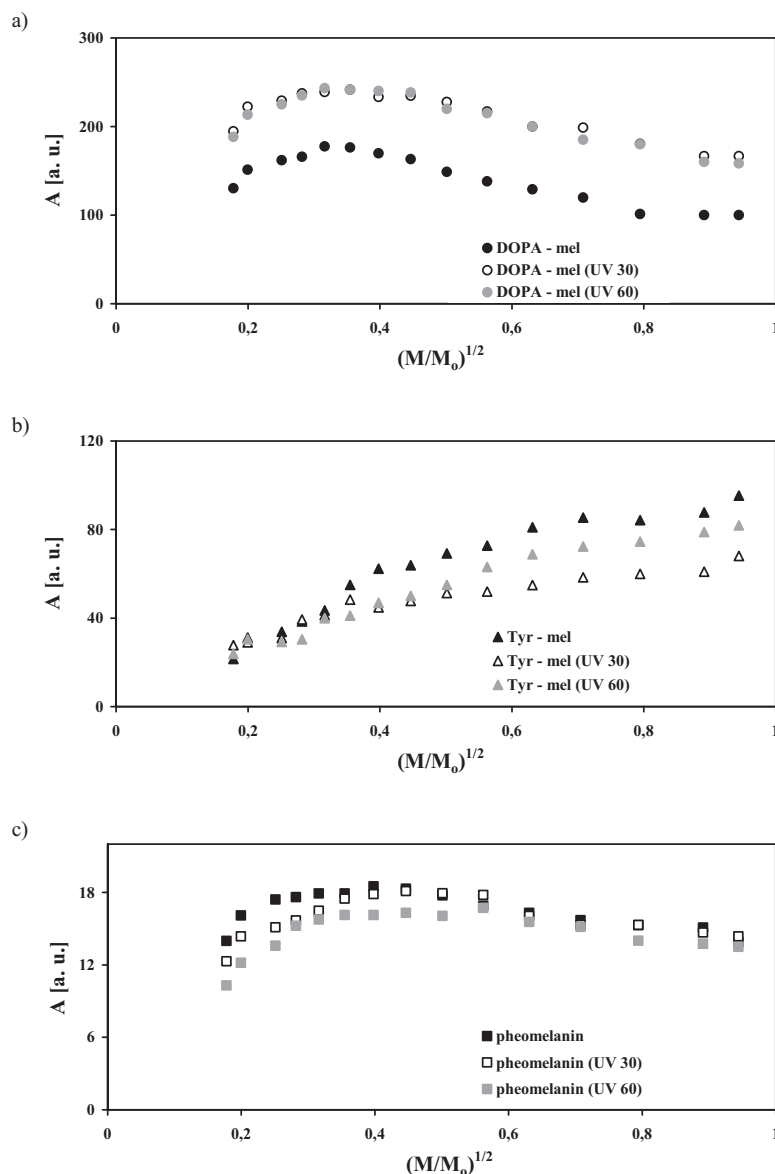 a)
300
200
100
0
A [a. u.]
DOPA - mel
DOPA - mel (UV 30)
DOPA - mel (UV 60)
0 0,2 0,4 0,6 0,8 1
(M/Mo)1/2
b)
120
80
40
0
A [a. u.]
Tyr - mel
Tyr - mel (UV 30)
Tyr - mel (UV 60)
0 0,2 0,4 0,6 0,8 1
(M/Mo)1/2
c)
18
12
6
0
A [a. u.]
pheomelanin
pheomelanin (UV 30)
pheomelanin (UV 60)
0 0,2 0,4 0,6 0,8 1
(M/Mo)1/2